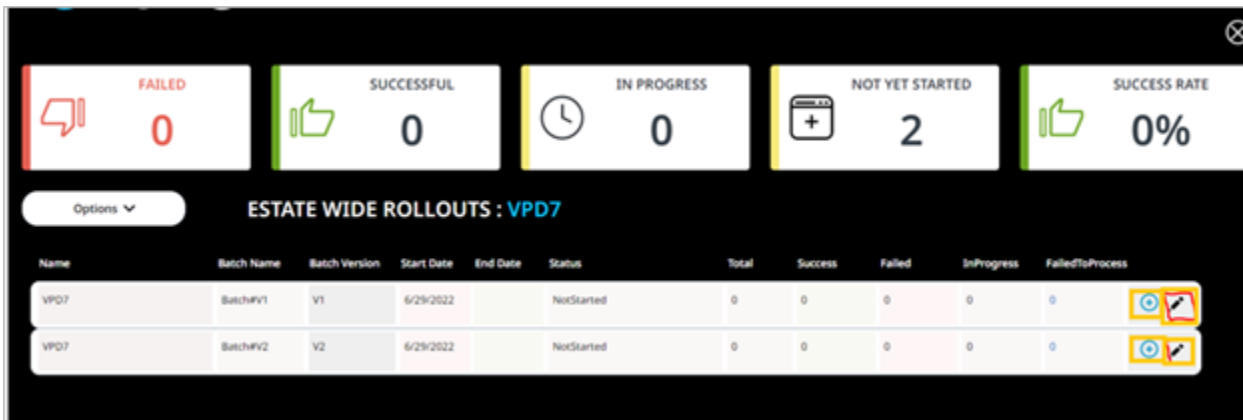 FAILED SUCCESSFUL IN PROGRESS NOT YET STARTED SUCCESS RATE
0 0 0 2 0%
Options ESTATE WIDE ROLLOUTS : VPD7
Name Batch Name Batch Version Start Date End Date Status Total Success Failed InProgress FailedToProcess
VPD7 Batch#V1 V1 6/29/2022 NotStarted 0 0 0 0 0
VPD7 Batch#V2 V2 6/29/2022 NotStarted 0 0 0 0 0